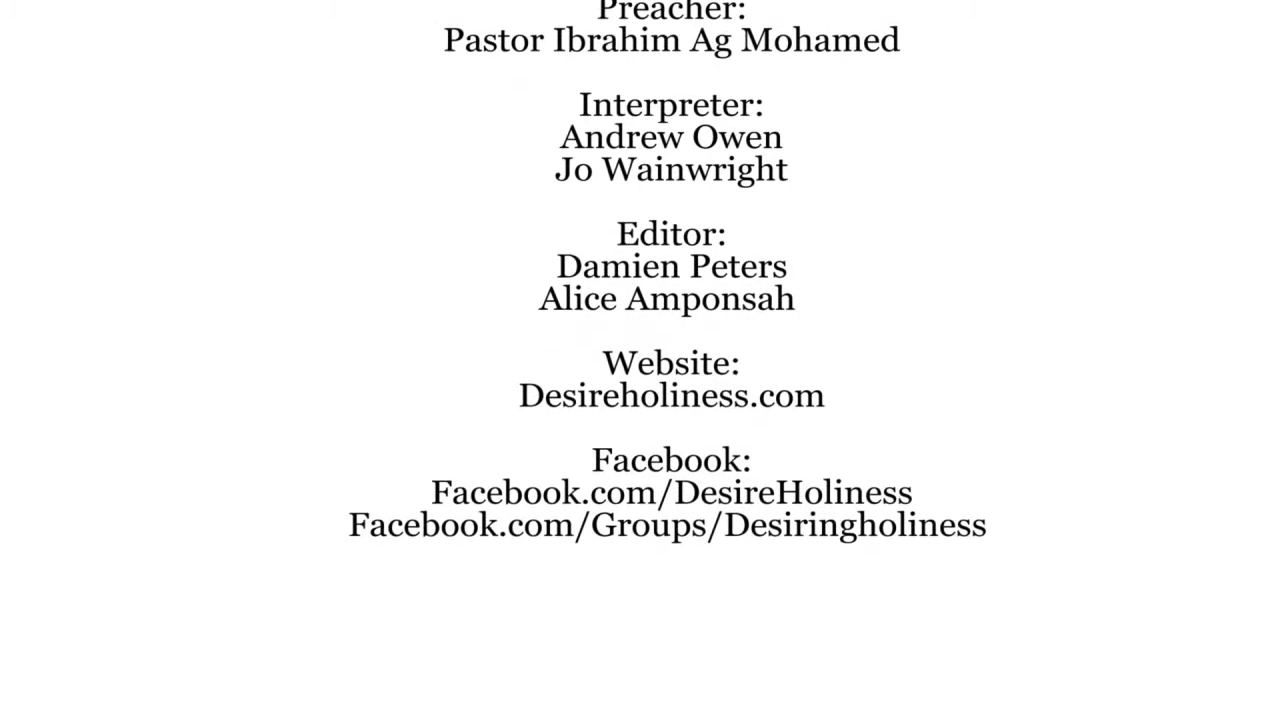 Preacher:
Pastor Ibrahim Ag Mohamed
Interpreter:
Andrew Owen
Jo Wainwright
Editor:
Damien Peters
Alice Amponsah
Website:
Desireholiness.com
Facebook:
Facebook.com/DesireHoliness
Facebook.com/Groups/Desiringholiness